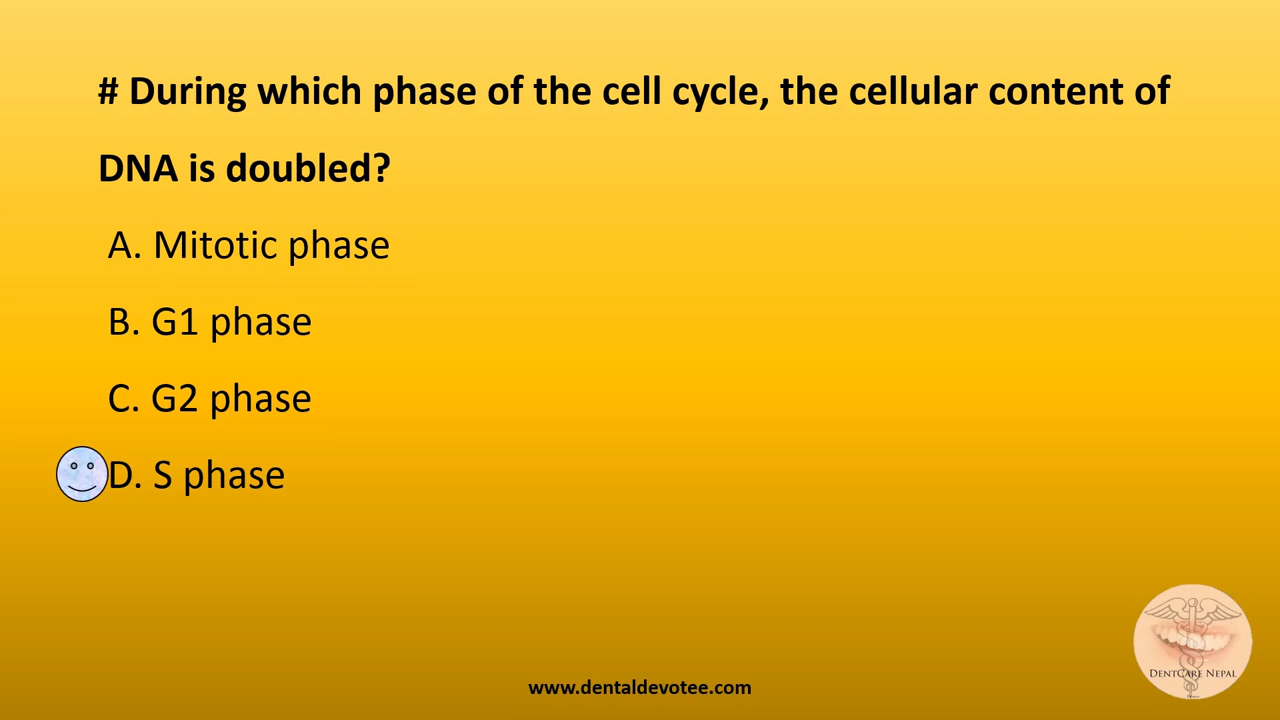 # During which phase of the cell cycle, the cellular content of
DNA is doubled?
A. Mitotic phase
B. G1 phase
C. G2 phase
D. S phase
DENTCARE NEPAL
www.dentaldevotee.com